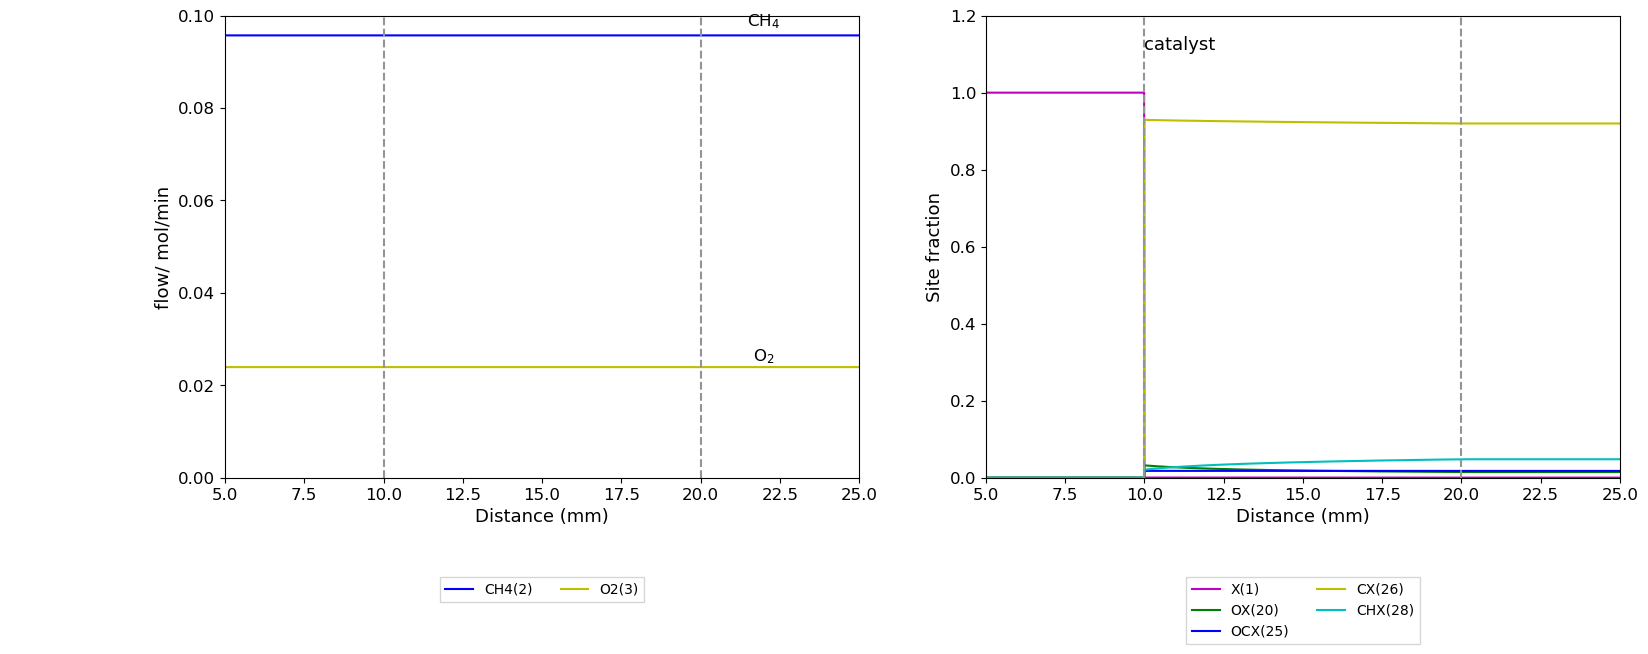 0.10
0.08
0.06
0.04
0.02
0.00
flow/ mol/min
CH₄
O₂
5.0 7.5 10.0 12.5 15.0 17.5 20.0 22.5 25.0
Distance (mm)
CH4(2) O2(3)
1.2
1.0
0.8
0.6
0.4
0.2
0.0
Site fraction
catalyst
5.0 7.5 10.0 12.5 15.0 17.5 20.0 22.5 25.0
Distance (mm)
X(1) CX(26)
OX(20) CHX(28)
OCX(25)